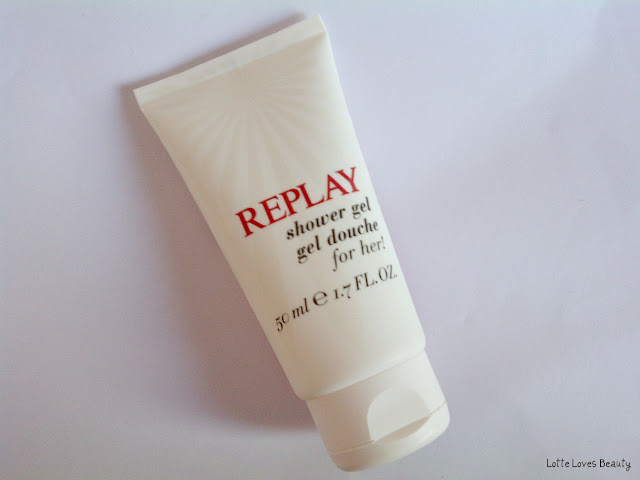 REPLAY
shower gel
gel douche
for her!
50 ml ℮ 1.7 FL.OZ.
Lotte Loves Beauty